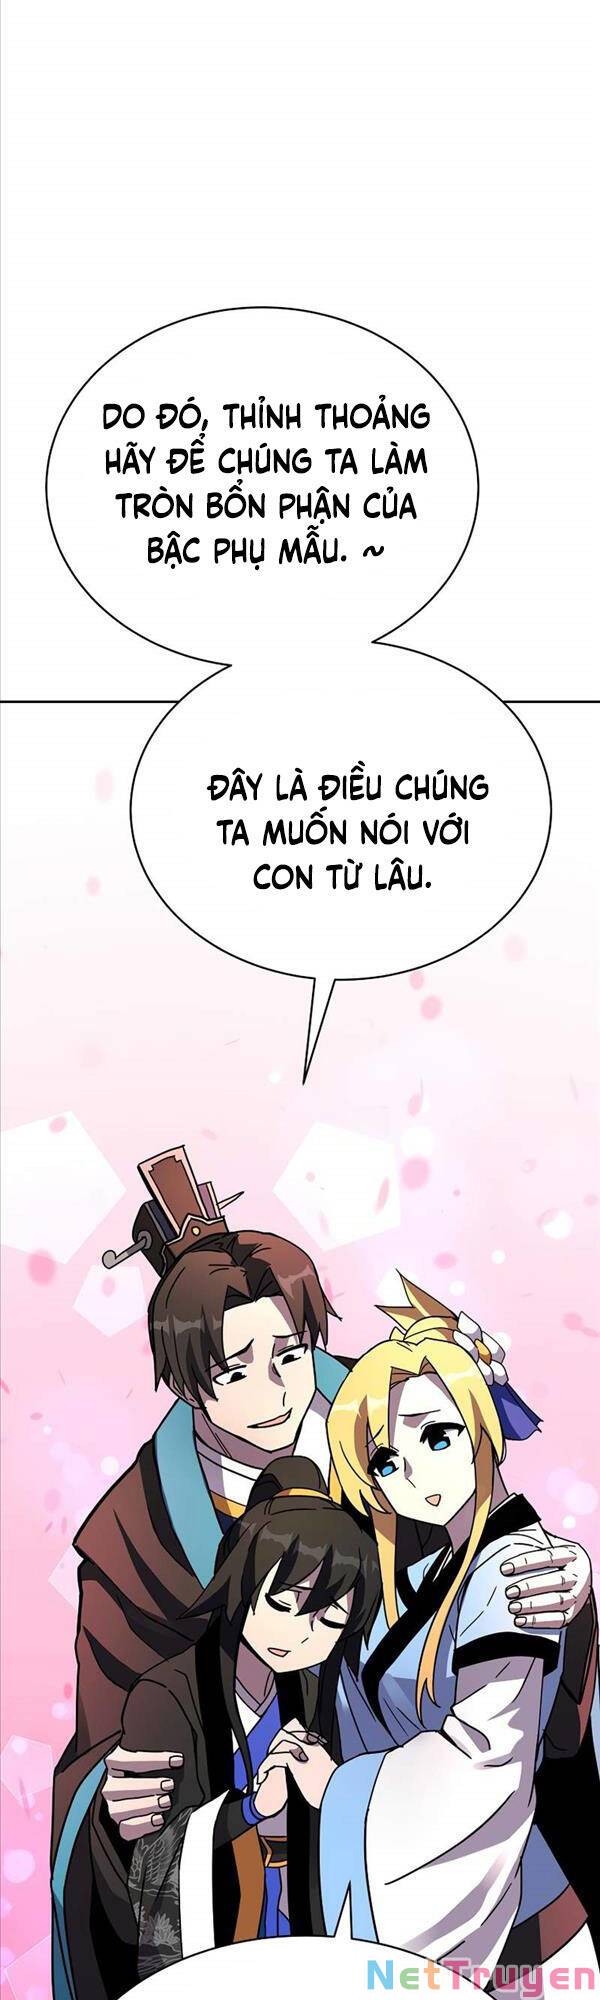 DO ĐÓ, THỈNH THOẢNG
HÃY ĐỂ CHÚNG TA LÀM
TRÒN BỔN PHẬN CỦA
BẬC PHỤ MẪU. ~
ĐÂY LÀ ĐIỀU CHÚNG
TA MUỐN NÓI VỚI
CON TỪ LÂU.
NetTruyen